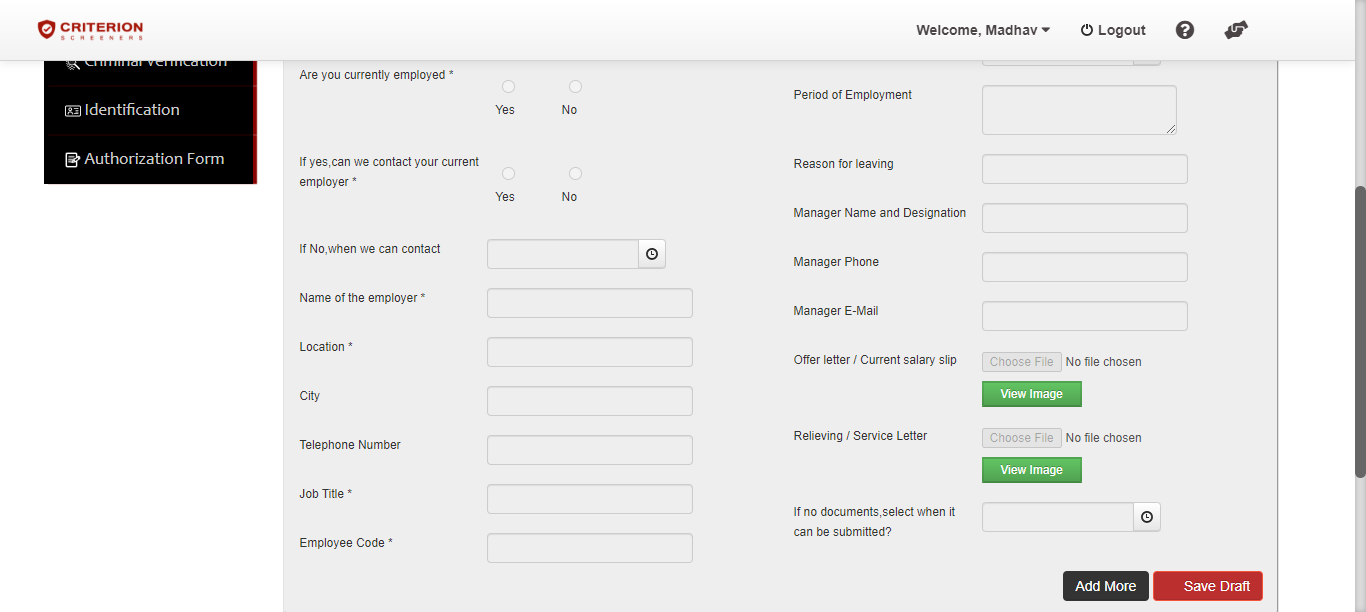 CRITERION
SCREENERS
Welcome, Madhav
Logout
Criminal Verification
Identification
Authorization Form
Are you currently employed *
Yes
No
If yes,can we contact your current
employer *
Yes
No
If No,when we can contact
Name of the employer *
Location *
City
Telephone Number
Job Title *
Employee Code *
Period of Employment
Reason for leaving
Manager Name and Designation
Manager Phone
Manager E-Mail
Offer letter / Current salary slip
Choose File No file chosen
View Image
Relieving / Service Letter
Choose File No file chosen
View Image
If no documents,select when it
can be submitted?
Add More
Save Draft